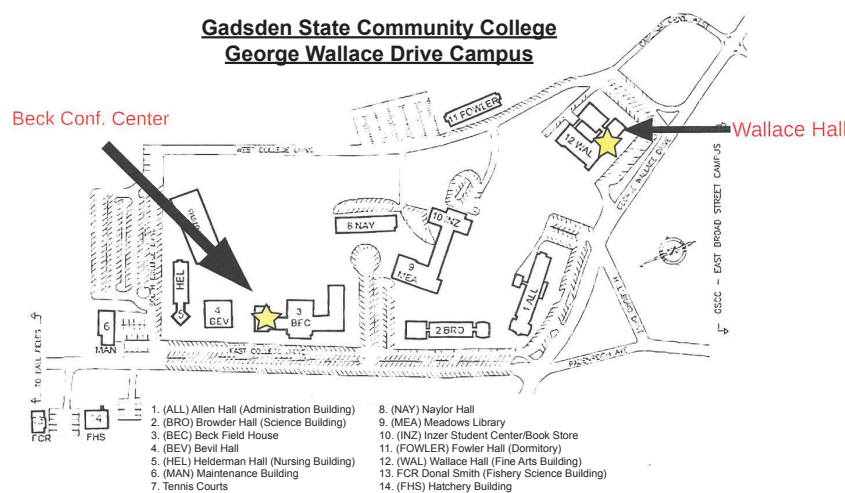 Gadsden State Community College
George Wallace Drive Campus
Beck Conf. Center
Wallace Hall
11 FOWLER
12 WAL
WEST COLLEGE DRIVE
GEORGE WALLACE DRIVE
GSCC - EAST BROAD STREET CAMPUS
10 INZ
8 NAY
9
MEA
HEL
5
4
BEV
3
BEC
1 ALL
2 BRO
6
MAN
EAST COLLEGE DRIVE
TO BALL FIELDS
14
FCR
FHS
1. (ALL) Allen Hall (Administration Building)
2. (BRO) Browder Hall (Science Building)
3. (BEC) Beck Field House
4. (BEV) Bevil Hall
5. (HEL) Helderman Hall (Nursing Building)
6. (MAN) Maintenance Building
7. Tennis Courts
8. (NAY) Naylor Hall
9. (MEA) Meadows Library
10. (INZ) Inzer Student Center/Book Store
11. (FOWLER) Fowler Hall (Dormitory)
12. (WAL) Wallace Hall (Fine Arts Building)
13. FCR Donal Smith (Fishery Science Building)
14. (FHS) Hatchery Building